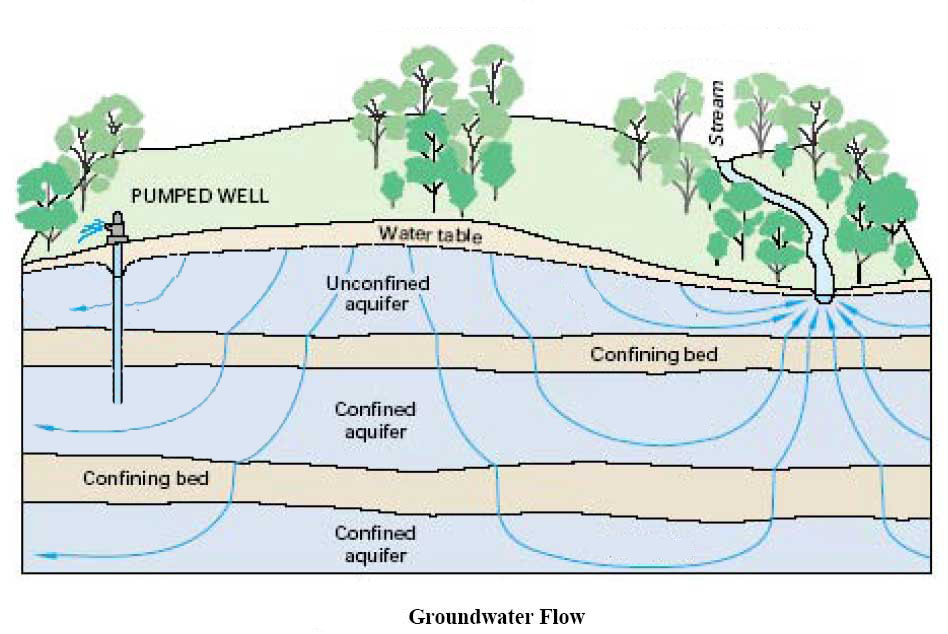 Stream
PUMPED WELL
Water table
Unconfined
aquifer
Confining bed
Confined
aquifer
Confining bed
Confined
aquifer
Groundwater Flow